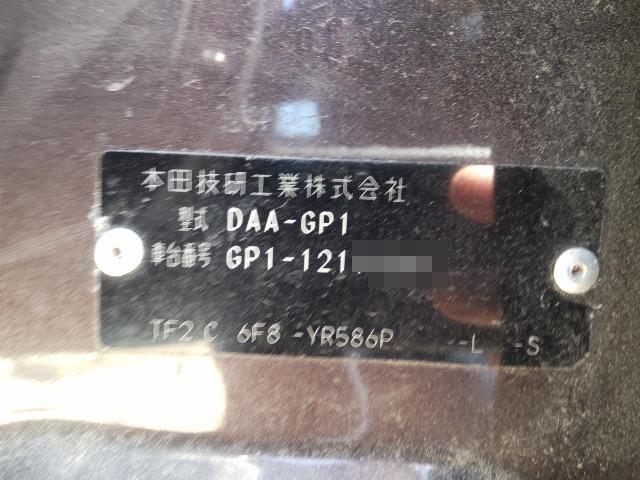 本田技研工業株式会社
型式 DAA-GP1
車台番号 GP1-121
TF2 C 6F8 -YR586P -L -S